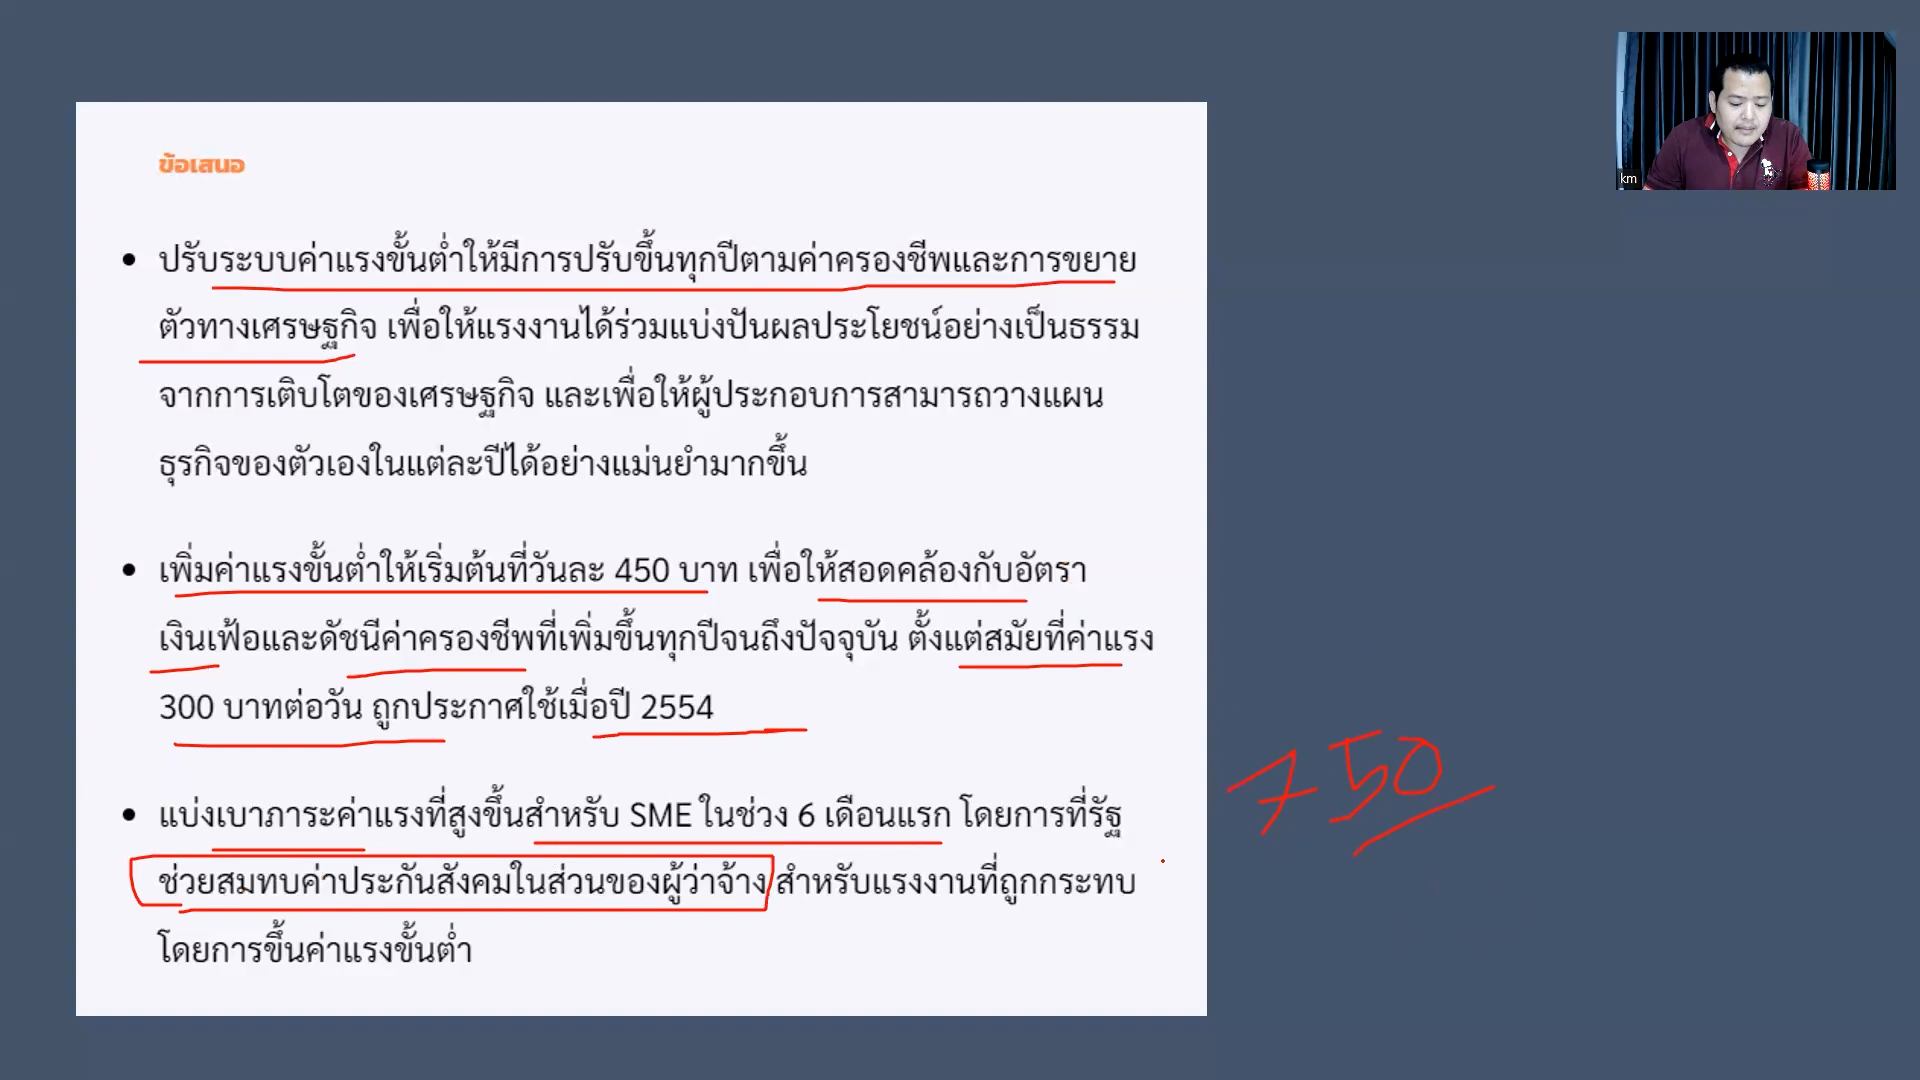 km
ข้อเสนอ
• ปรับระบบค่าแรงขั้นต่ำให้มีการปรับขึ้นทุกปีตามค่าครองชีพและการขยาย
ตัวทางเศรษฐกิจ เพื่อให้แรงงานได้ร่วมแบ่งปันผลประโยชน์อย่างเป็นธรรม
จากการเติบโตของเศรษฐกิจ และเพื่อให้ผู้ประกอบการสามารถวางแผน
ธุรกิจของตัวเองในแต่ละปีได้อย่างแม่นยำมากขึ้น
• เพิ่มค่าแรงขั้นต่ำให้เริ่มต้นที่วันละ 450 บาท เพื่อให้สอดคล้องกับอัตรา
เงินเฟ้อและดัชนีค่าครองชีพที่เพิ่มขึ้นทุกปีจนถึงปัจจุบัน ตั้งแต่สมัยที่ค่าแรง
300 บาทต่อวัน ถูกประกาศใช้เมื่อปี 2554
• แบ่งเบาภาระค่าแรงที่สูงขึ้นสำหรับ SME ในช่วง 6 เดือนแรก โดยการที่รัฐ
ช่วยสมทบค่าประกันสังคมในส่วนของผู้ว่าจ้าง สำหรับแรงงานที่ถูกกระทบ
โดยการขึ้นค่าแรงขั้นต่ำ
750